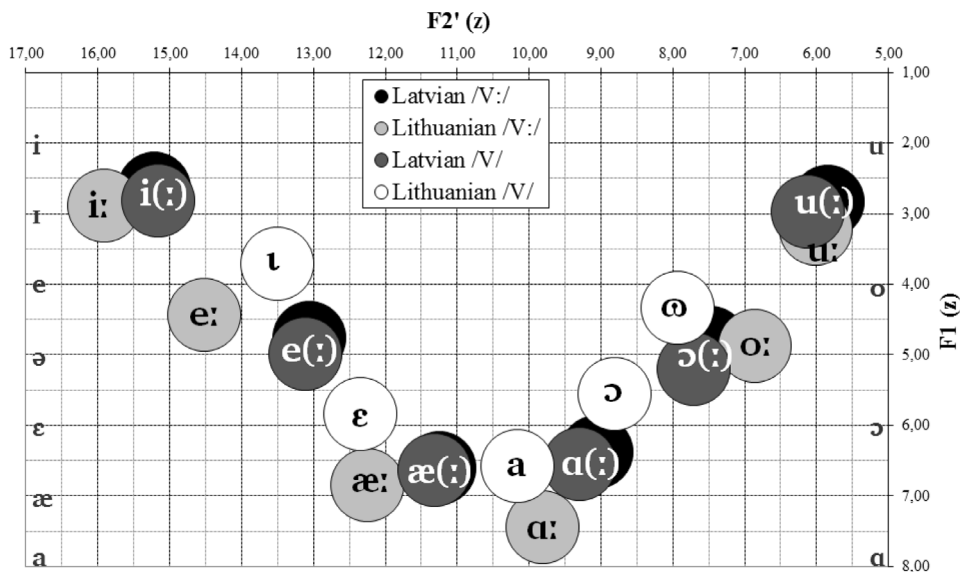 F2' (z)
17,00 16,00 15,00 14,00 13,00 12,00 11,00 10,00 9,00 8,00 7,00 6,00 5,00
1,00
Latvian /V:/
Lithuanian /V:/
Latvian /V/
Lithuanian /V/
i u 2,00
iː i(ː) u(ː)
ɪ 3,00
uː
ɩ
e o 4,00
eː ɷ
F1 (z)
e(ː) ɔ(ː) oː
ə 5,00
ɛ ɔ
ɛ ɔ 6,00
æː æ(ː) a ɑ(ː)
æ 7,00
ɑː
a ɑ 8,00